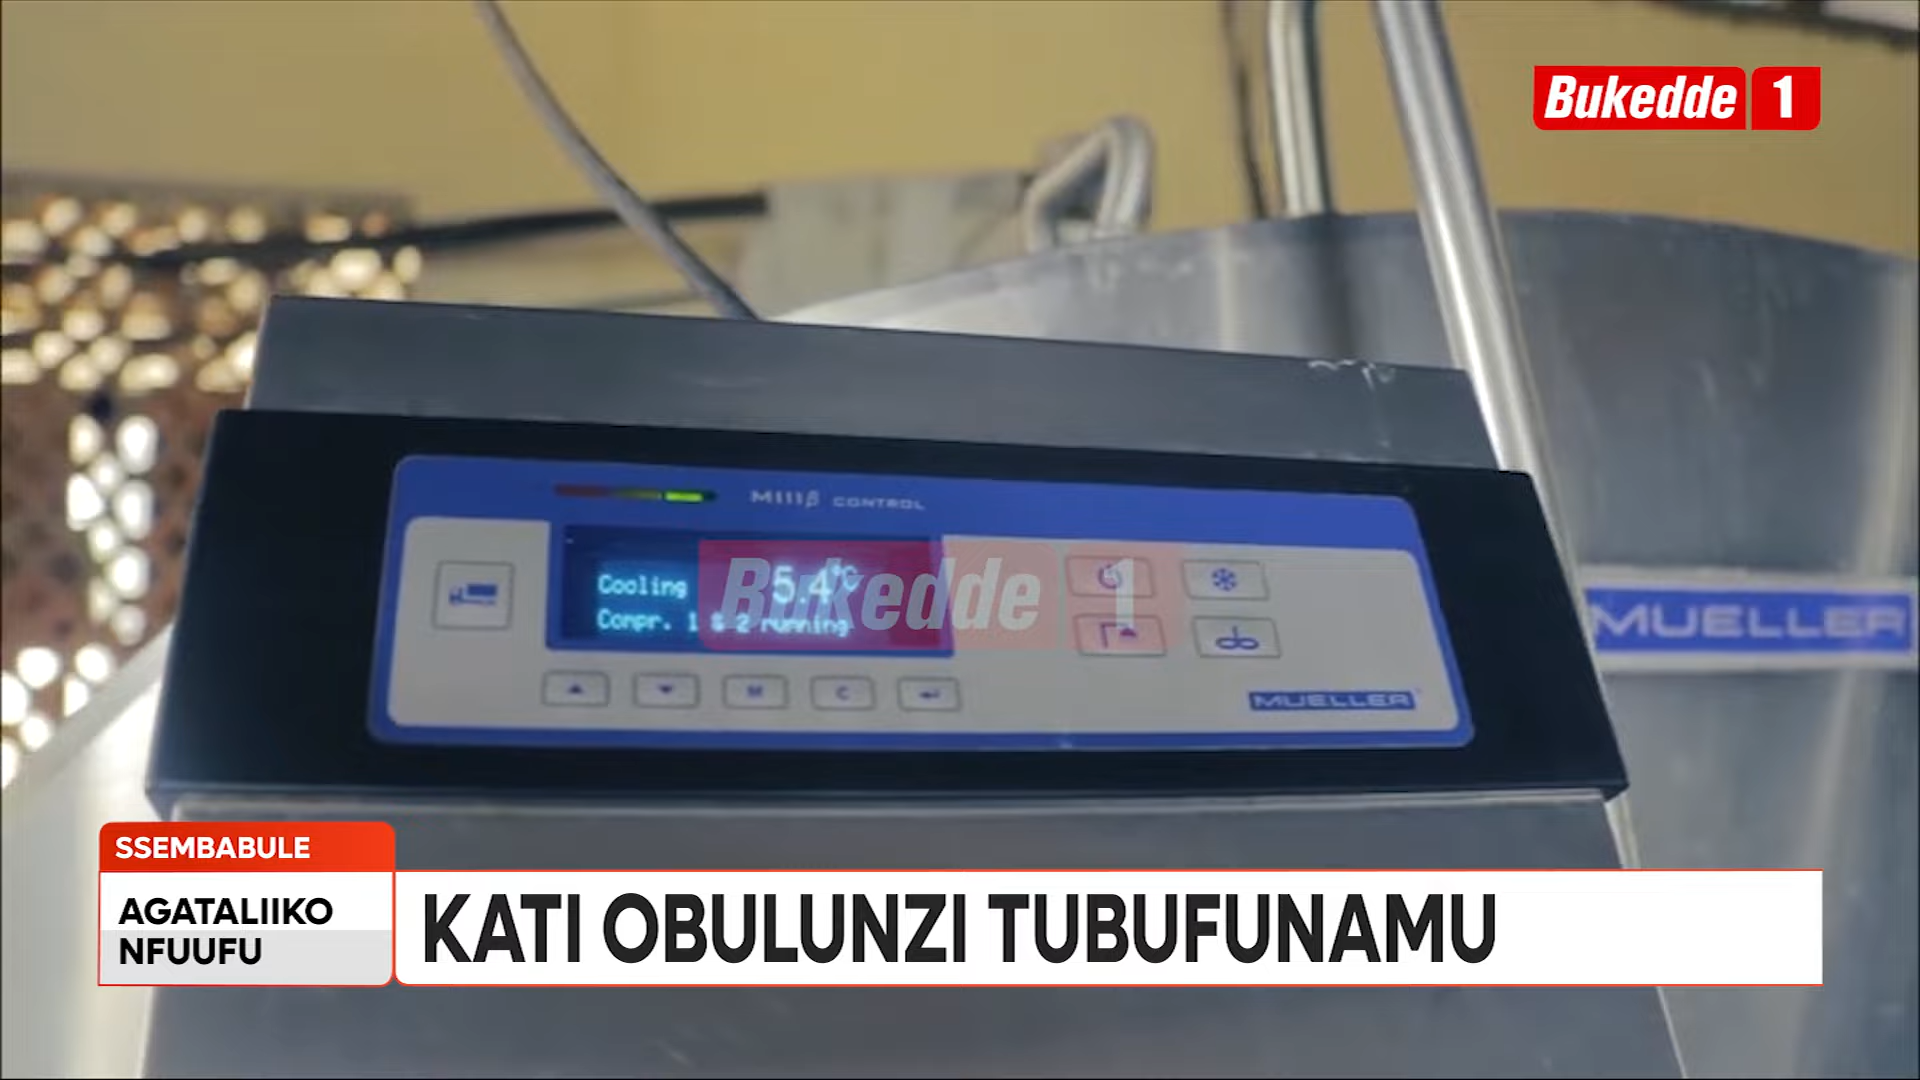 Bukedde 1
MIIIβ CONTROL
Cooling 5.4°C
Compr. 1 & 2 running.
Bukedde 1
M C
MUELLER
MUELLER
SSEMBABULE
AGATALIIKO
NFUUFU
KATI OBULUNZI TUBUFUNAMU